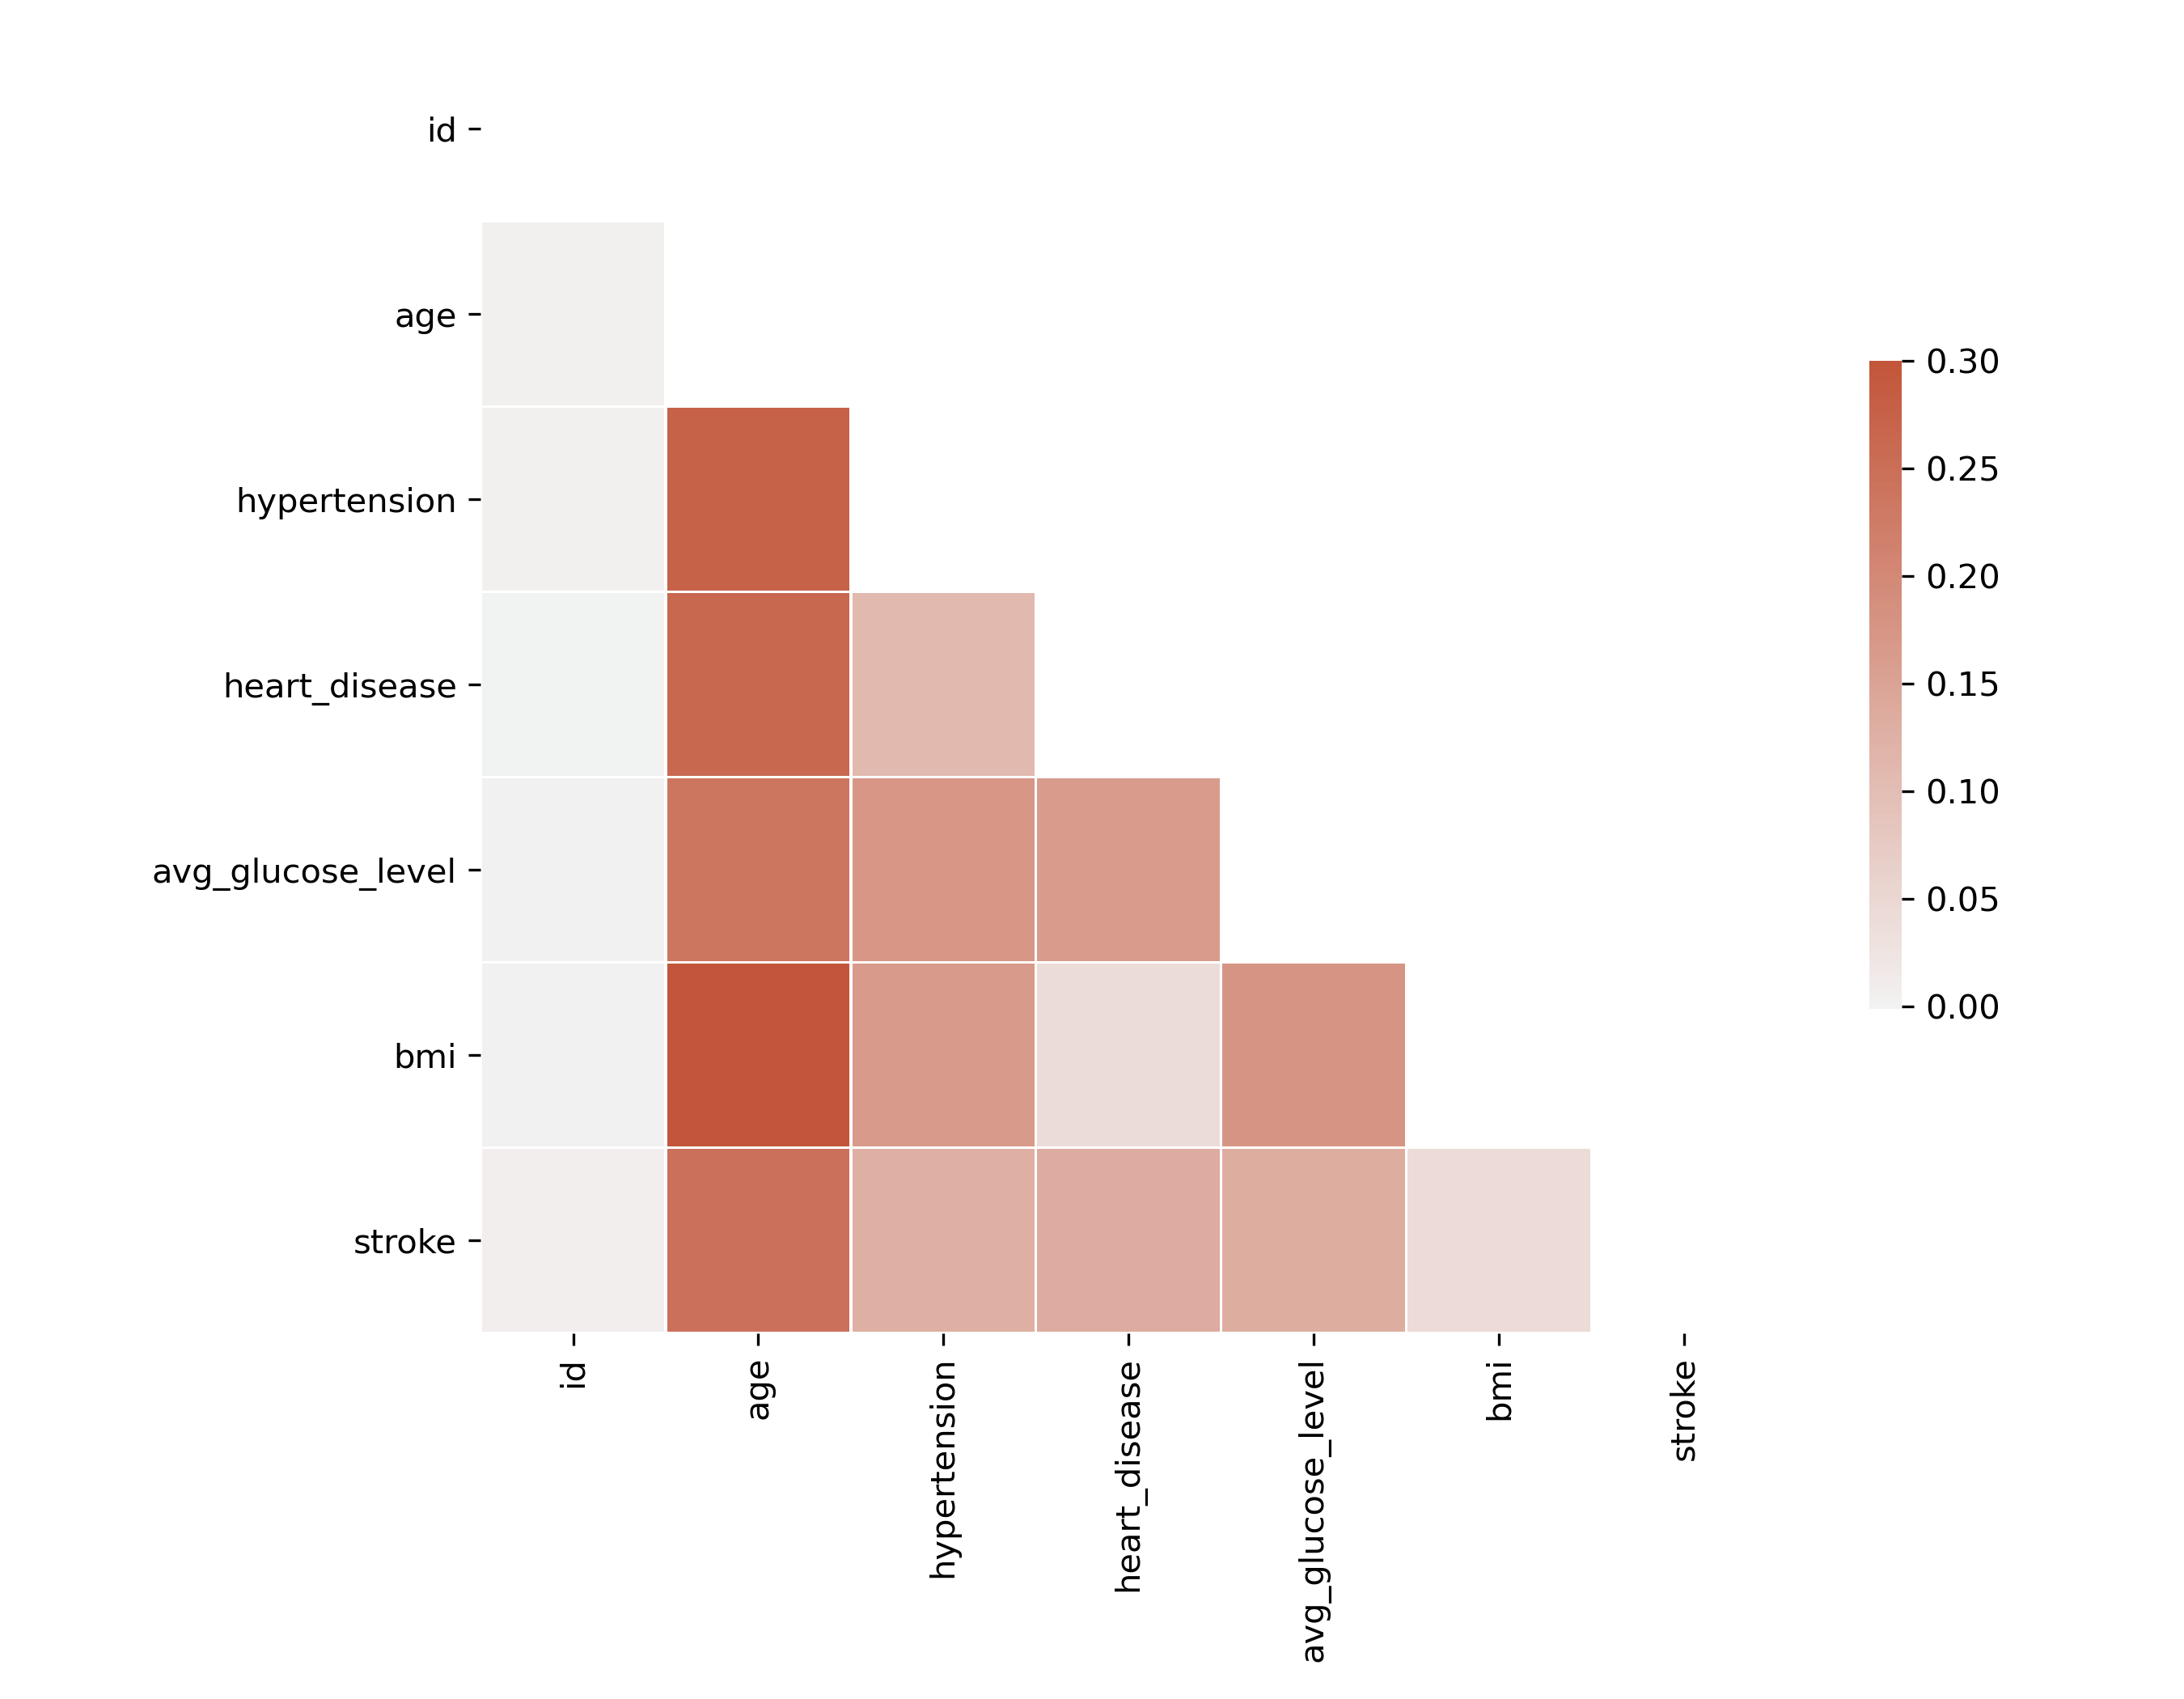 id
age
hypertension
heart_disease
avg_glucose_level
bmi
stroke
id
age
hypertension
heart_disease
avg_glucose_level
bmi
stroke
0.30
0.25
0.20
0.15
0.10
0.05
0.00